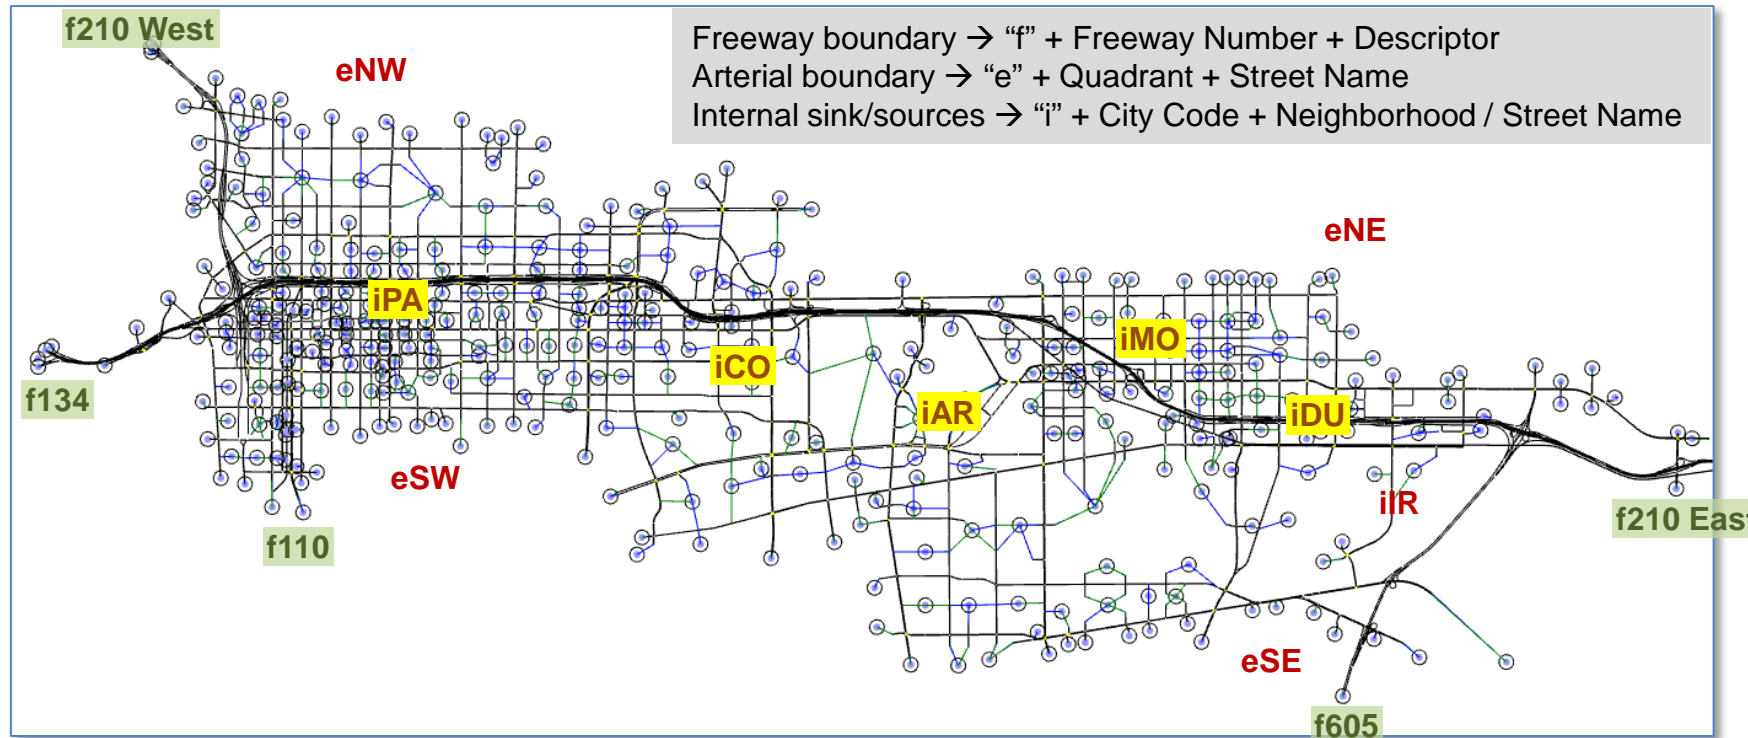 f210 West
eNW
Freeway boundary → “f” + Freeway Number + Descriptor
Arterial boundary → “e” + Quadrant + Street Name
Internal sink/sources → “i” + City Code + Neighborhood / Street Name
eNE
iPA
iMO
iCO
f134
iAR
iDU
eSW
iIR
f210 East
f110
eSE
f605